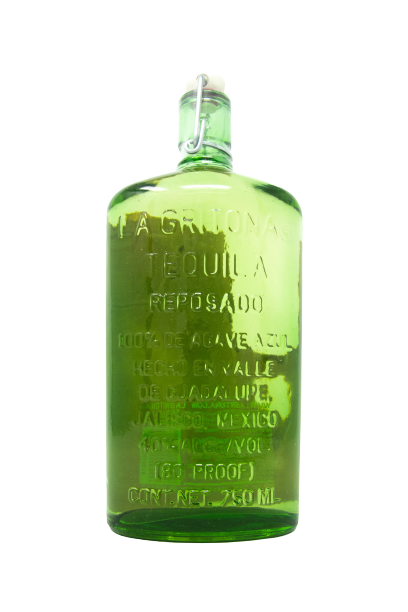 LA GRITONA
TEQUILA
REPOSADO
100% DE AGAVE AZUL
HECHO EN VALLE
DE GUADALUPE,
JALISCO, MEXICO
40% ALC./VOL.
(80 PROOF)
CONT. NET. 750 ML.